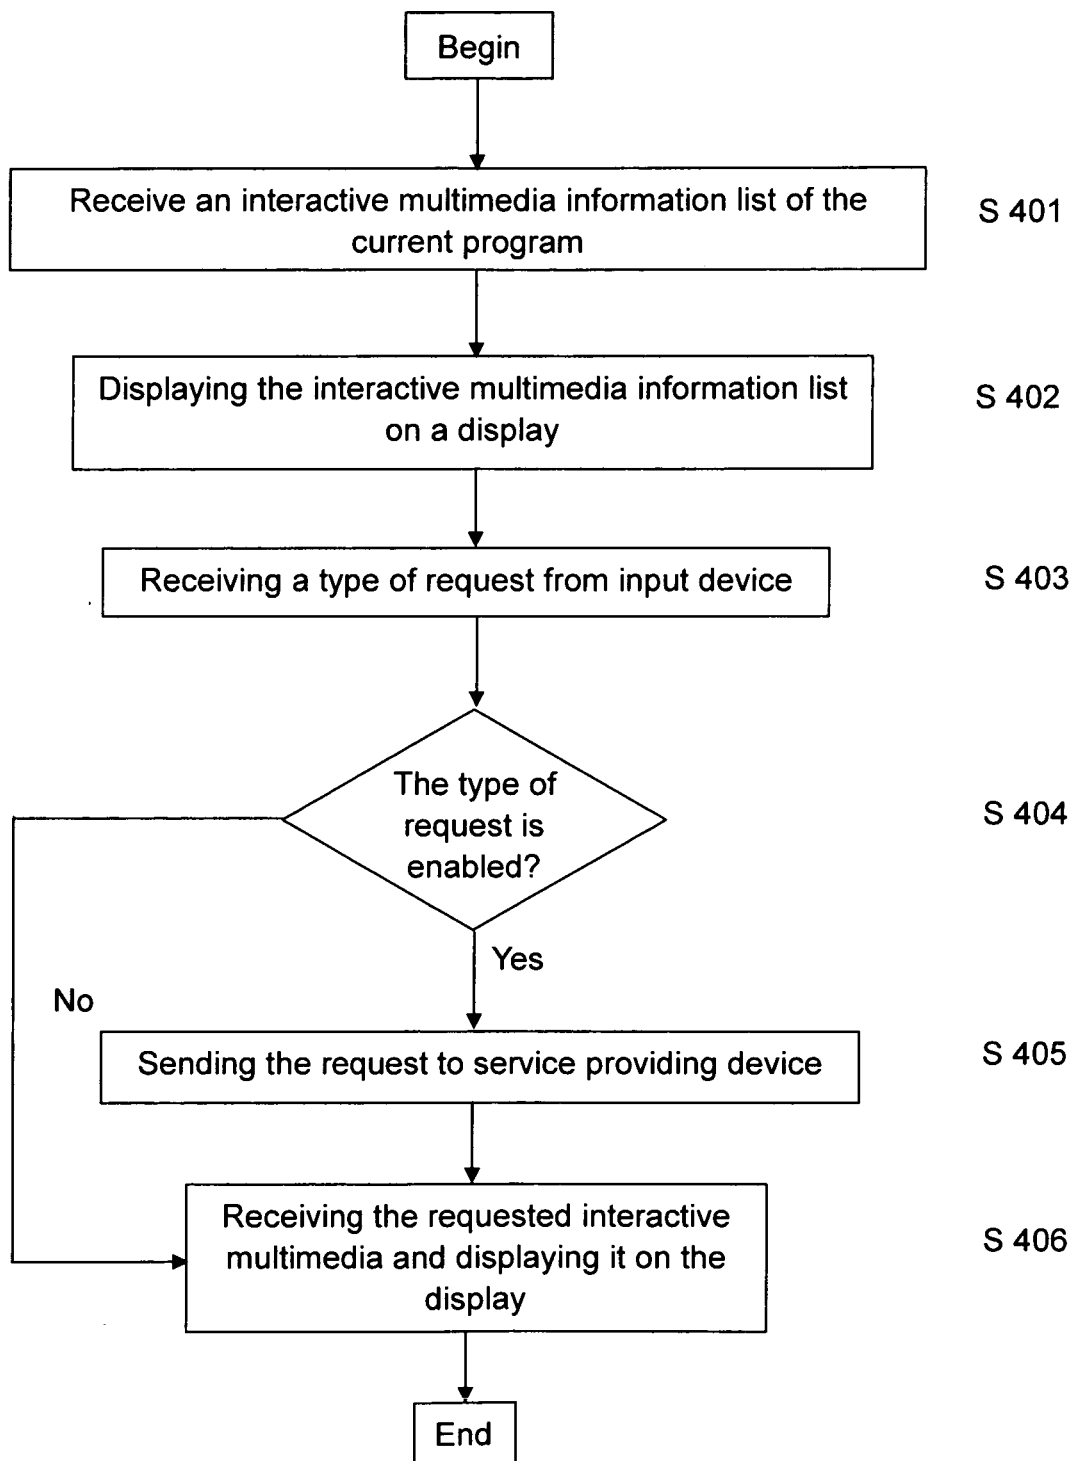 Begin
Receive an interactive multimedia information list of the
current program
S 401
Displaying the interactive multimedia information list
on a display
S 402
Receiving a type of request from input device
S 403
The type of
request is
enabled?
S 404
Yes
No
Sending the request to service providing device
S 405
Receiving the requested interactive
multimedia and displaying it on the
display
S 406
End